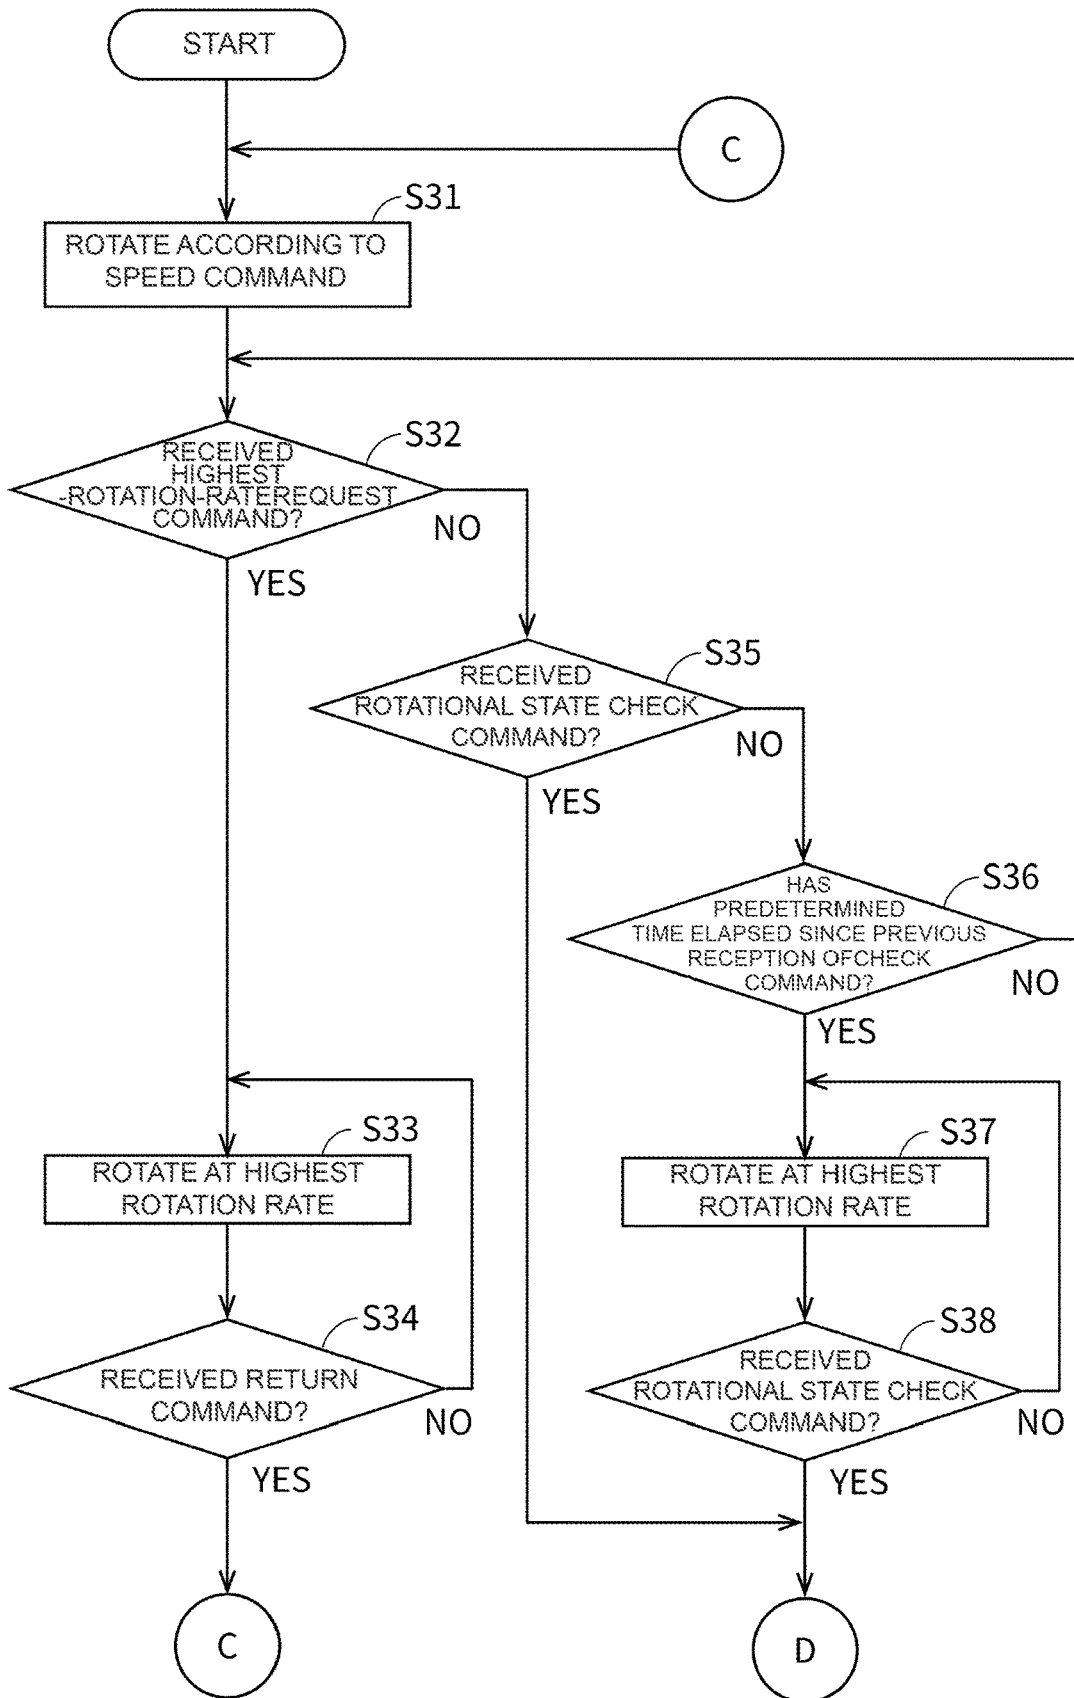 START
C
S31
ROTATE ACCORDING TO
SPEED COMMAND
S32
RECEIVED
HIGHEST
-ROTATION-RATEREQUEST
COMMAND?
NO
YES
S35
RECEIVED
ROTATIONAL STATE CHECK
COMMAND?
NO
YES
S36
HAS
PREDETERMINED
TIME ELAPSED SINCE PREVIOUS
RECEPTION OFCHECK
COMMAND?
NO
YES
S33
ROTATE AT HIGHEST
ROTATION RATE
S37
ROTATE AT HIGHEST
ROTATION RATE
S34
RECEIVED RETURN
COMMAND?
NO
YES
S38
RECEIVED
ROTATIONAL STATE CHECK
COMMAND?
NO
YES
C
D